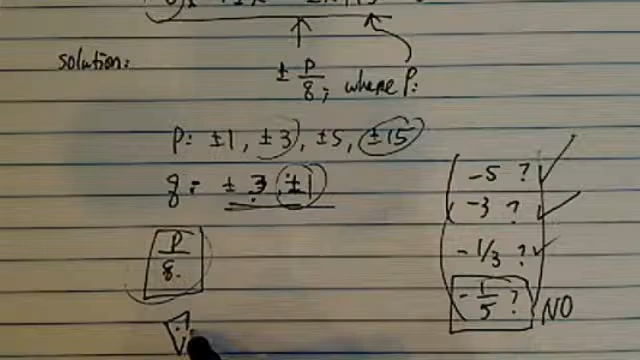 solution:
± p/q, where p:
p: ±1, ±3, ±5, ±15
q: ±3, ±1
p/q
-5 ?
-3 ?
-1/3 ?
-1/5 ? NO